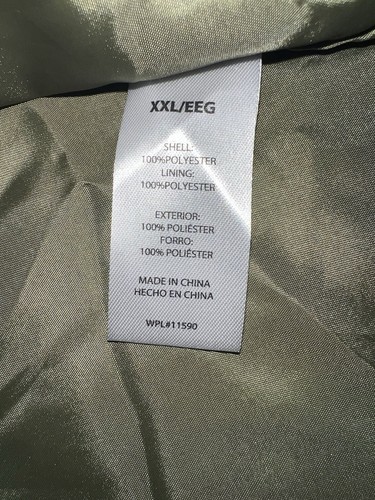 XXL/EEG
SHELL:
100%POLYESTER
LINING:
100%POLYESTER
EXTERIOR:
100% POLIÉSTER
FORRO:
100% POLIÉSTER
MADE IN CHINA
HECHO EN CHINA
WPL#11590